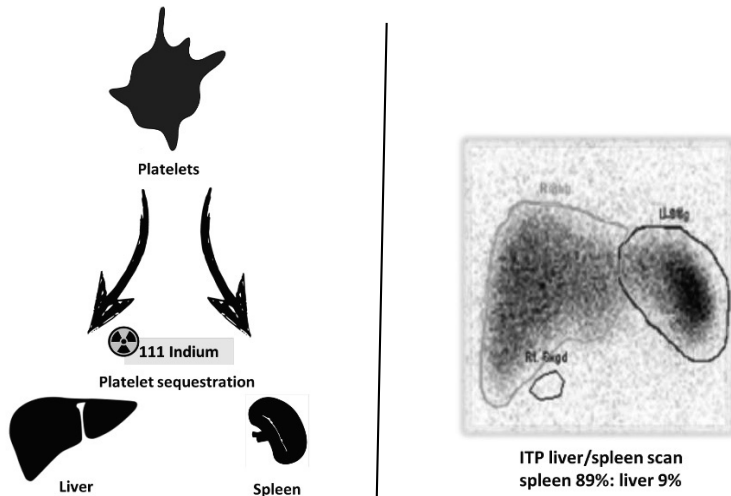 Platelets
111 Indium
Platelet sequestration
Liver
Spleen
ITP liver/spleen scan
spleen 89%: liver 9%